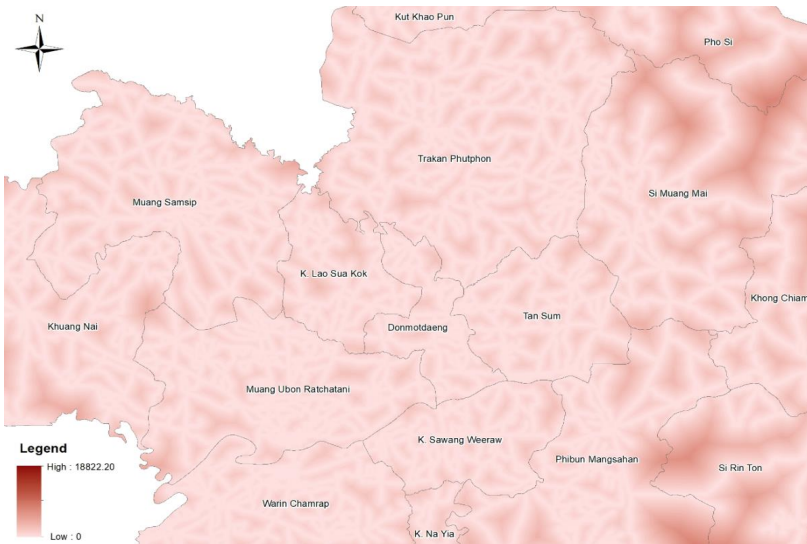 N
Kut Khao Pun
Pho Si
Trakan Phutphon
Si Muang Mai
Muang Samsip
K. Lao Sua Kok
Khong Chiam
Khuang Nai
Donmotdaeng
Tan Sum
Muang Ubon Ratchatani
K. Sawang Weeraw
Phibun Mangsahan
Si Rin Ton
Warin Chamrap
K. Na Yia
Legend
High : 18822.20
Low : 0